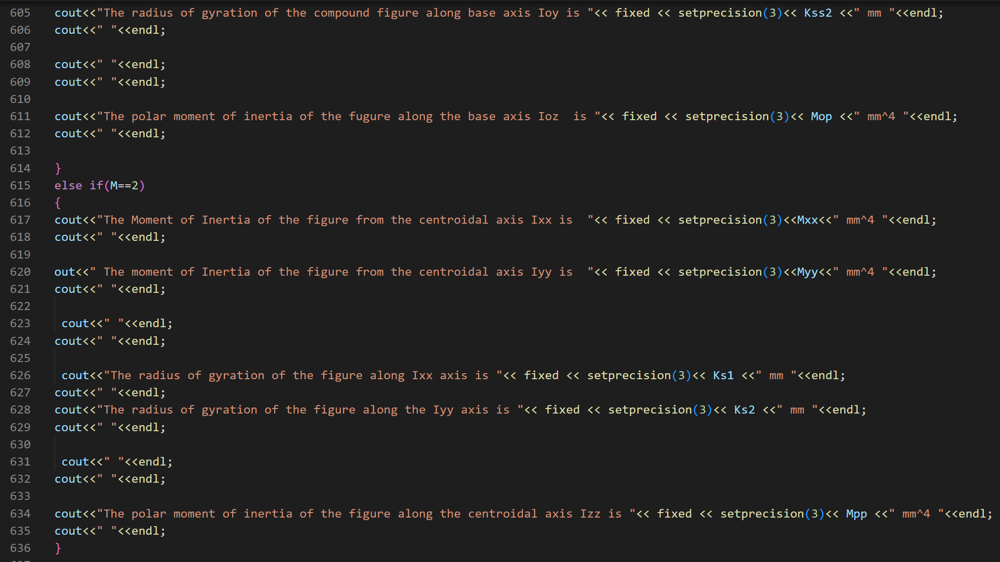 605 cout<<"The radius of gyration of the compound figure along base axis Ioy is "<< fixed << setprecision(3)<< Kss2 <<" mm "<<endl;
606 cout<<" "<<endl;
607
608 cout<<" "<<endl;
609 cout<<" "<<endl;
610
611 cout<<"The polar moment of inertia of the fugure along the base axis Ioz  is "<< fixed << setprecision(3)<< Mop <<" mm^4 "<<endl;
612 cout<<" "<<endl;
613
614 }
615 else if(M==2)
616 {
617 cout<<"The Moment of Inertia of the figure from the centroidal axis Ixx is  "<< fixed << setprecision(3)<<Mxx<<" mm^4 "<<endl;
618 cout<<" "<<endl;
619
620 out<<" The moment of Inertia of the figure from the centroidal axis Iyy is  "<< fixed << setprecision(3)<<Myy<<" mm^4 "<<endl;
621 cout<<" "<<endl;
622
623  cout<<" "<<endl;
624 cout<<" "<<endl;
625
626  cout<<"The radius of gyration of the figure along Ixx axis is "<< fixed << setprecision(3)<< Ks1 <<" mm "<<endl;
627 cout<<" "<<endl;
628 cout<<"The radius of gyration of the figure along the Iyy axis is "<< fixed << setprecision(3)<< Ks2 <<" mm "<<endl;
629 cout<<" "<<endl;
630
631  cout<<" "<<endl;
632 cout<<" "<<endl;
633
634 cout<<"The polar moment of inertia of the figure along the centroidal axis Izz is "<< fixed << setprecision(3)<< Mpp <<" mm^4 "<<endl;
635 cout<<" "<<endl;
636 }